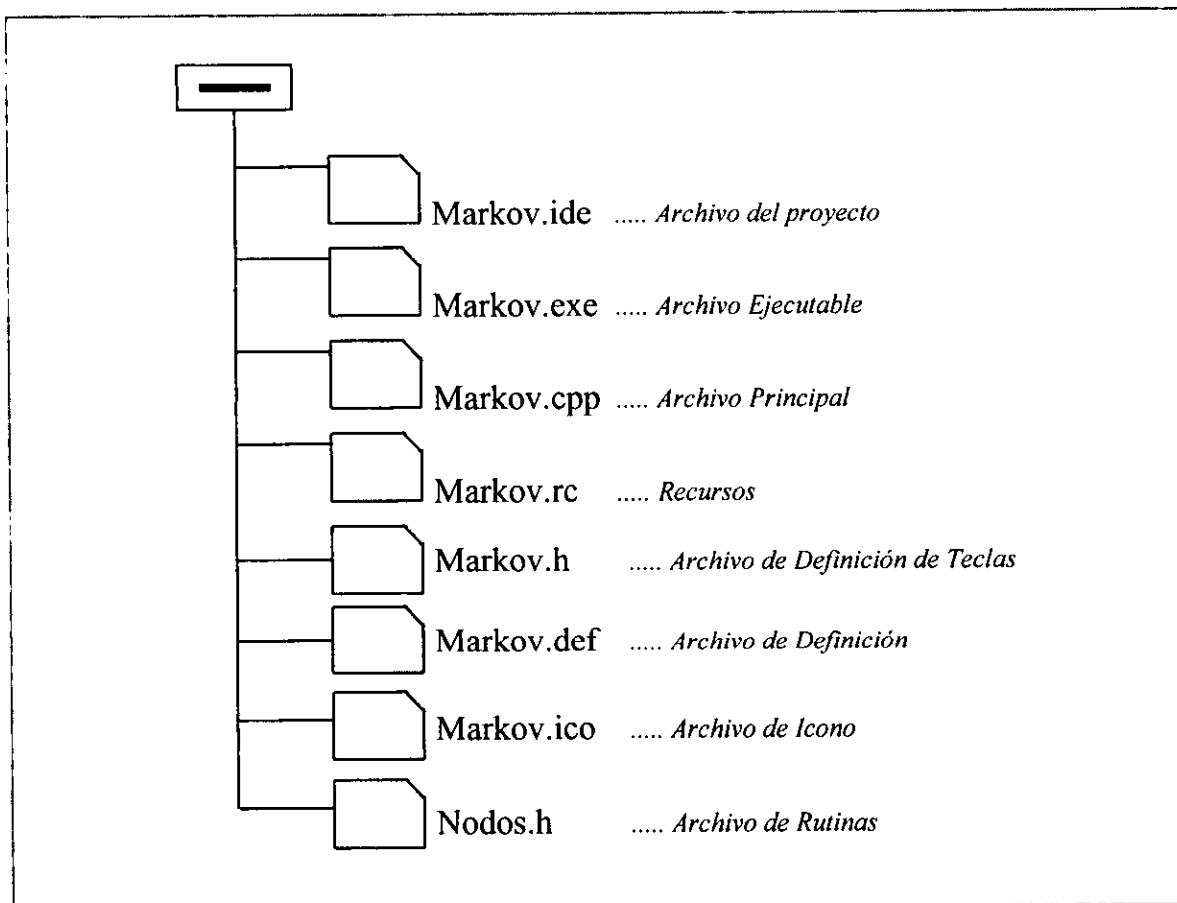 Markov.ide ..... Archivo del proyecto
Markov.exe ..... Archivo Ejecutable
Markov.cpp ..... Archivo Principal
Markov.rc ..... Recursos
Markov.h ..... Archivo de Definición de Teclas
Markov.def ..... Archivo de Definición
Markov.ico ..... Archivo de Icono
Nodos.h ..... Archivo de Rutinas